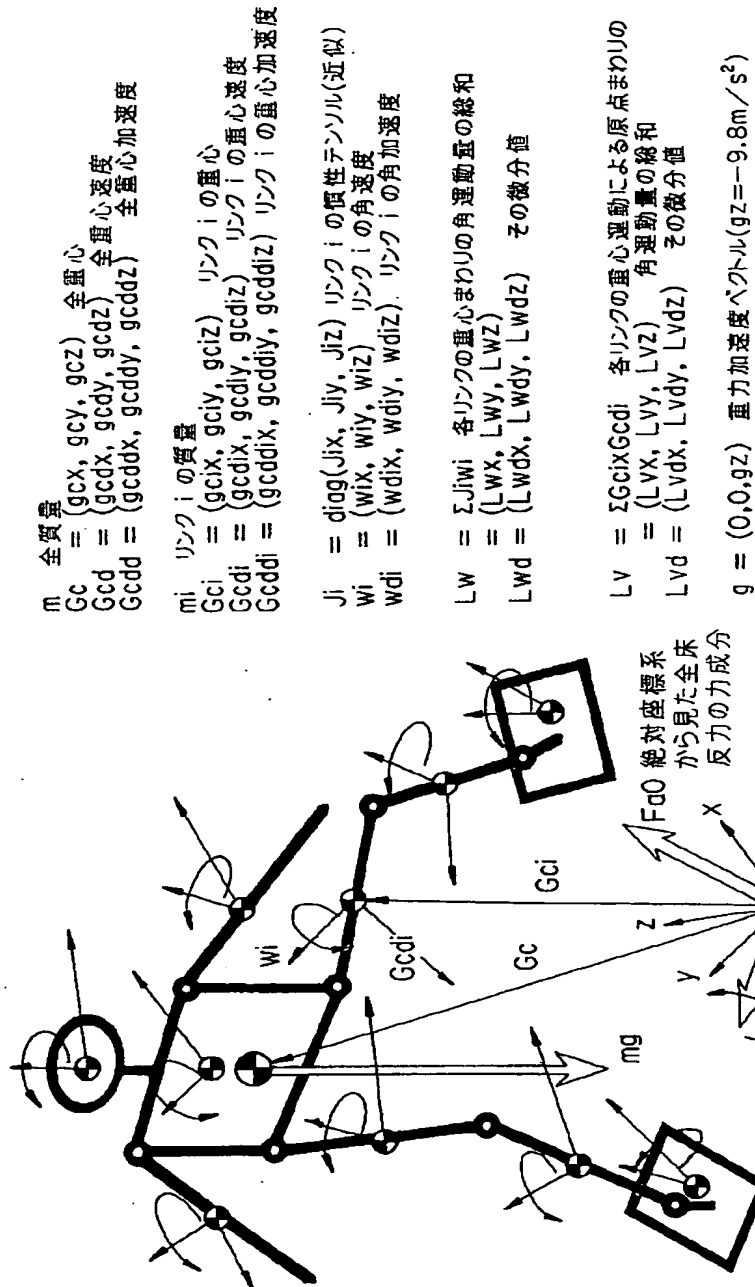 m 全質量
Gc = (gcx, gcy, gcz) 全重心
Gcd = (gcdx, gcdy, gcdz) 全重心速度
Gcdd = (gcddx, gcddy, gcddz) 全重心加速度
mi リンク i の質量
Gci = (gcix, gciy, gciz) リンク i の重心
Gcdi = (gcdix, gcdiy, gcdiz) リンク i の重心速度
Gcddi = (gcddix, gcddiy, gcddiz) リンク i の重心加速度
Ji = diag(Jix, Jiy, Jiz) リンク i の慣性テンソル(近似)
wi = (wix, wiy, wiz) リンク i の角速度
wdi = (wdix, wdiy, wdiz). リンク i の角加速度
Lw = ΣJiwi 各リンクの重心まわりの角運動量の総和
= (Lwx, Lwy, Lwz)
Lwd = (Lwdx, Lwdy, Lwdz) その微分値
Lv = ΣGcixGcdi 各リンクの重心運動による原点まわりの
= (Lvx, Lvy, Lvz) 角運動量の総和
Lvd = (Lvdx, Lvdy, Lvdz) その微分値
g = (0,0,gz) 重力加速度ベクトル(gz=-9.8m/s²)
wi
Gcdi
Gci
Gc
mg
FaO 絶対座標系
から見た全床
反力の力成分
x
y
z